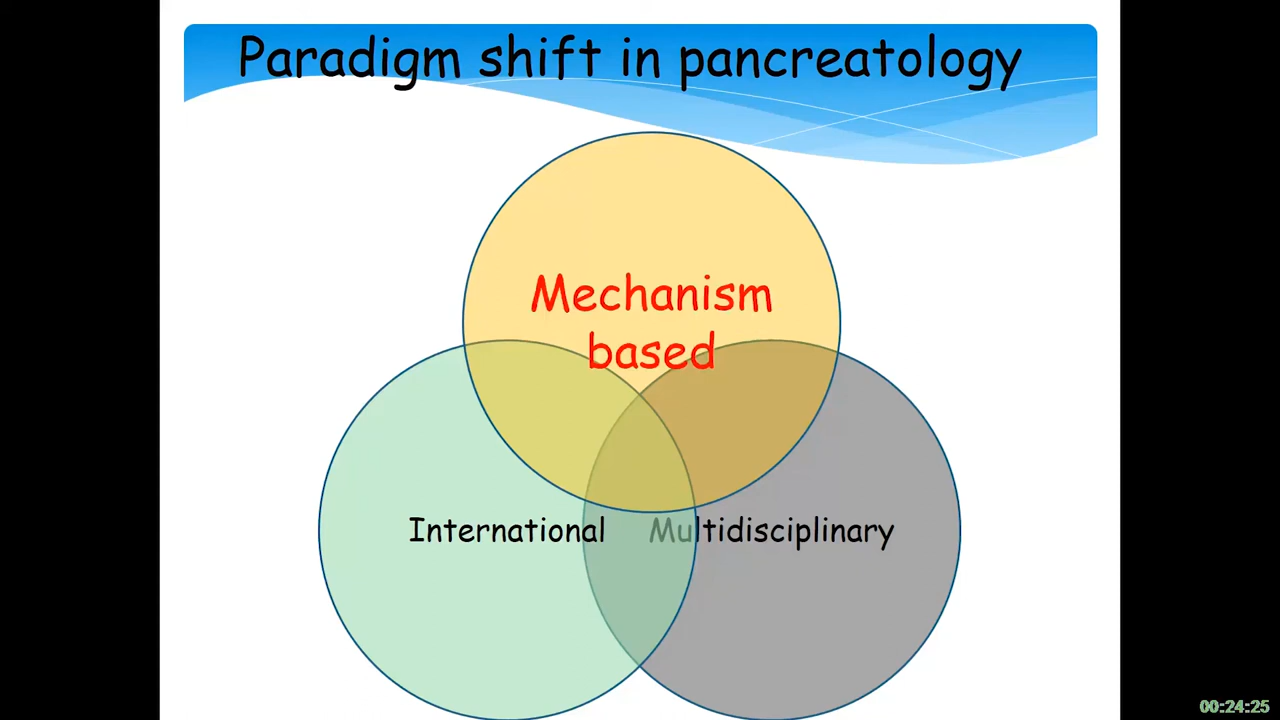 Paradigm shift in pancreatology
Mechanism
based
International
Multidisciplinary
00:24:25